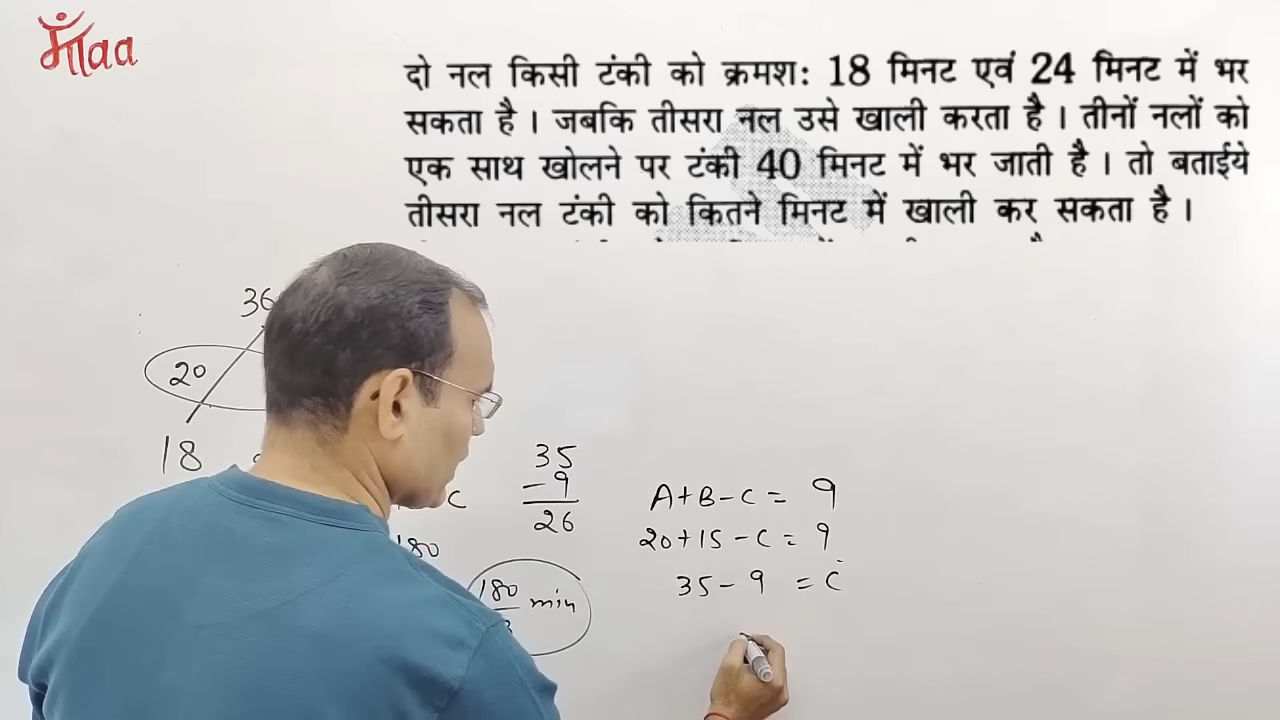 माँaa
दो नल किसी टंकी को क्रमशः 18 मिनट एवं 24 मिनट में भर
सकता है । जबकि तीसरा नल उसे खाली करता है । तीनों नलों को
एक साथ खोलने पर टंकी 40 मिनट में भर जाती है । तो बताईये
तीसरा नल टंकी को कितने मिनट में खाली कर सकता है ।
36
20
18
C
180
35
- 9
26
180 min
A+B-C = 9
20+15-C = 9
35-9 = C